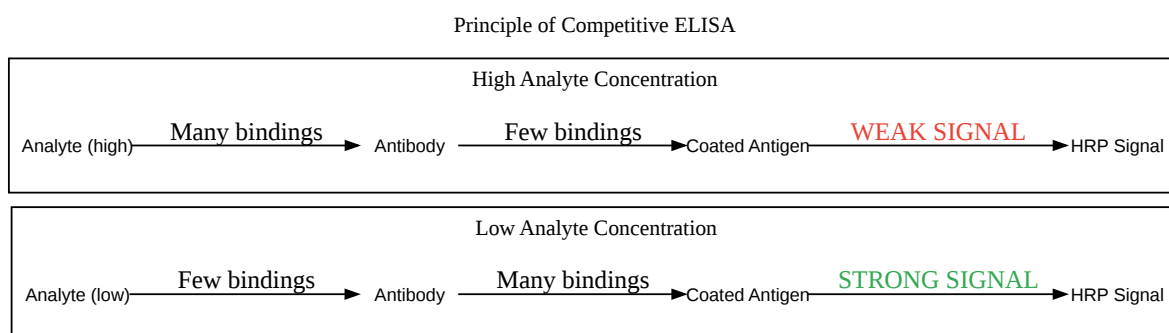 Principle of Competitive ELISA
High Analyte Concentration
Analyte (high) Many bindings Antibody Few bindings Coated Antigen WEAK SIGNAL HRP Signal
Low Analyte Concentration
Analyte (low) Few bindings Antibody Many bindings Coated Antigen STRONG SIGNAL HRP Signal